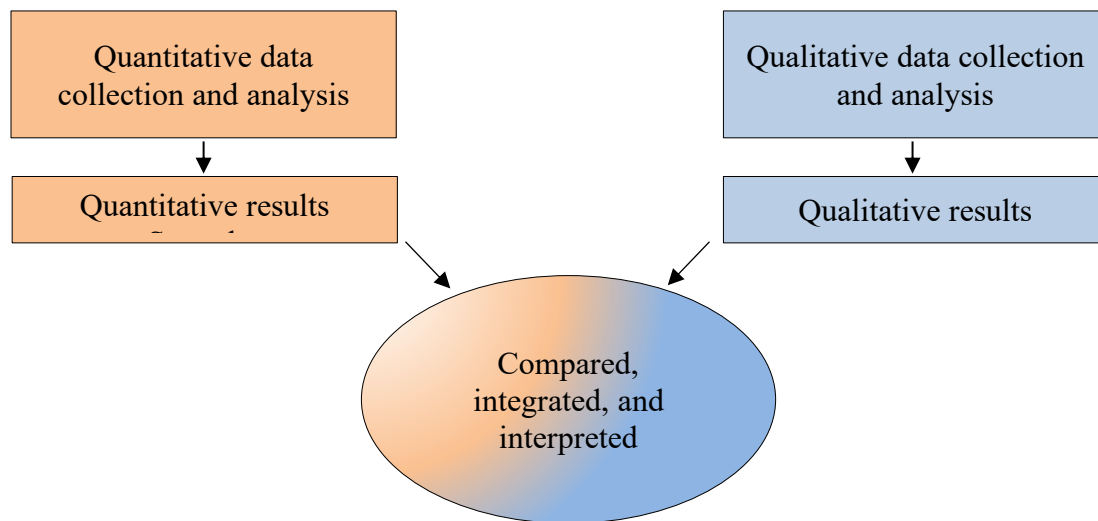 Quantitative data
collection and analysis
Qualitative data collection
and analysis
Quantitative results
Qualitative results
Compared,
integrated, and
interpreted